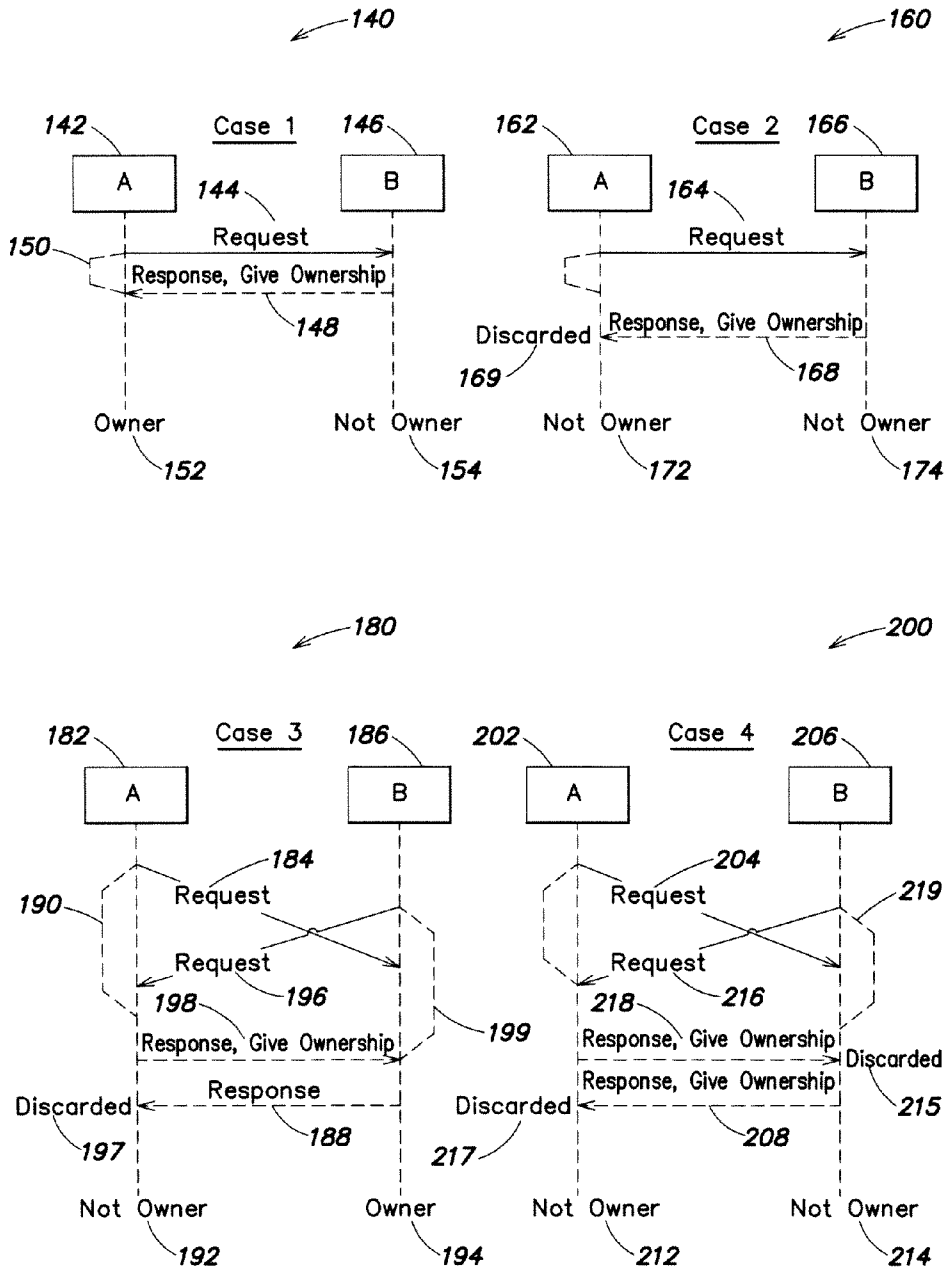 140
160
142
Case 1
146
162
Case 2
166
A
B
A
B
144
164
150
Request
Request
Response, Give Ownership
148
Discarded
Response, Give Ownership
169
168
Owner
Not Owner
Not Owner
Not Owner
152
154
172
174
180
200
182
Case 3
186
202
Case 4
206
A
B
A
B
184
204
190
Request
Request
219
Request
Request
196
216
198
199
218
Response, Give Ownership
Response, Give Ownership
Discarded
Discarded
Response
Discarded
Response, Give Ownership
215
197
188
217
208
Not Owner
Owner
Not Owner
Not Owner
192
194
212
214